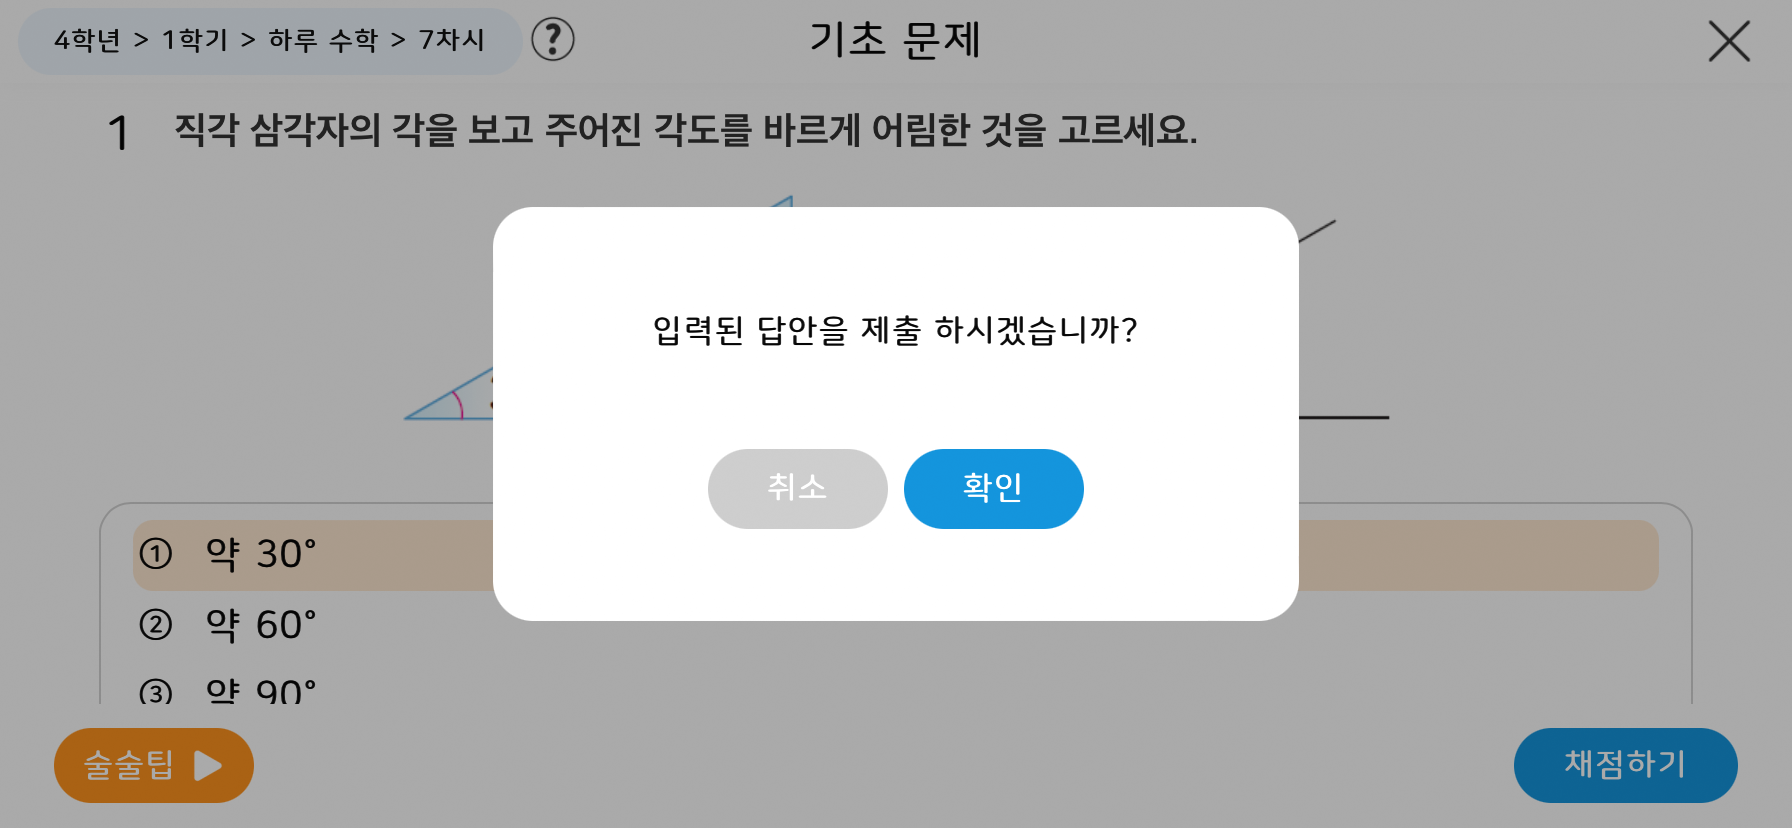 4학년 > 1학기 > 하루 수학 > 7차시
?
기초 문제
1 직각 삼각자의 각을 보고 주어진 각도를 바르게 어림한 것을 고르세요.
입력된 답안을 제출 하시겠습니까?
취소 확인
① 약 30°
② 약 60°
③ 약 90°
술술팁
채점하기